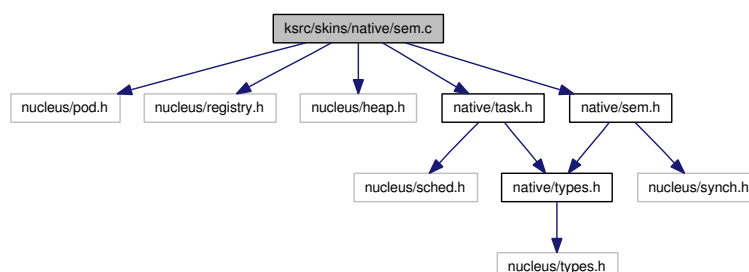 ksrc/skins/native/sem.c
nucleus/pod.h
nucleus/registry.h
nucleus/heap.h
native/task.h
native/sem.h
nucleus/sched.h
native/types.h
nucleus/synch.h
nucleus/types.h